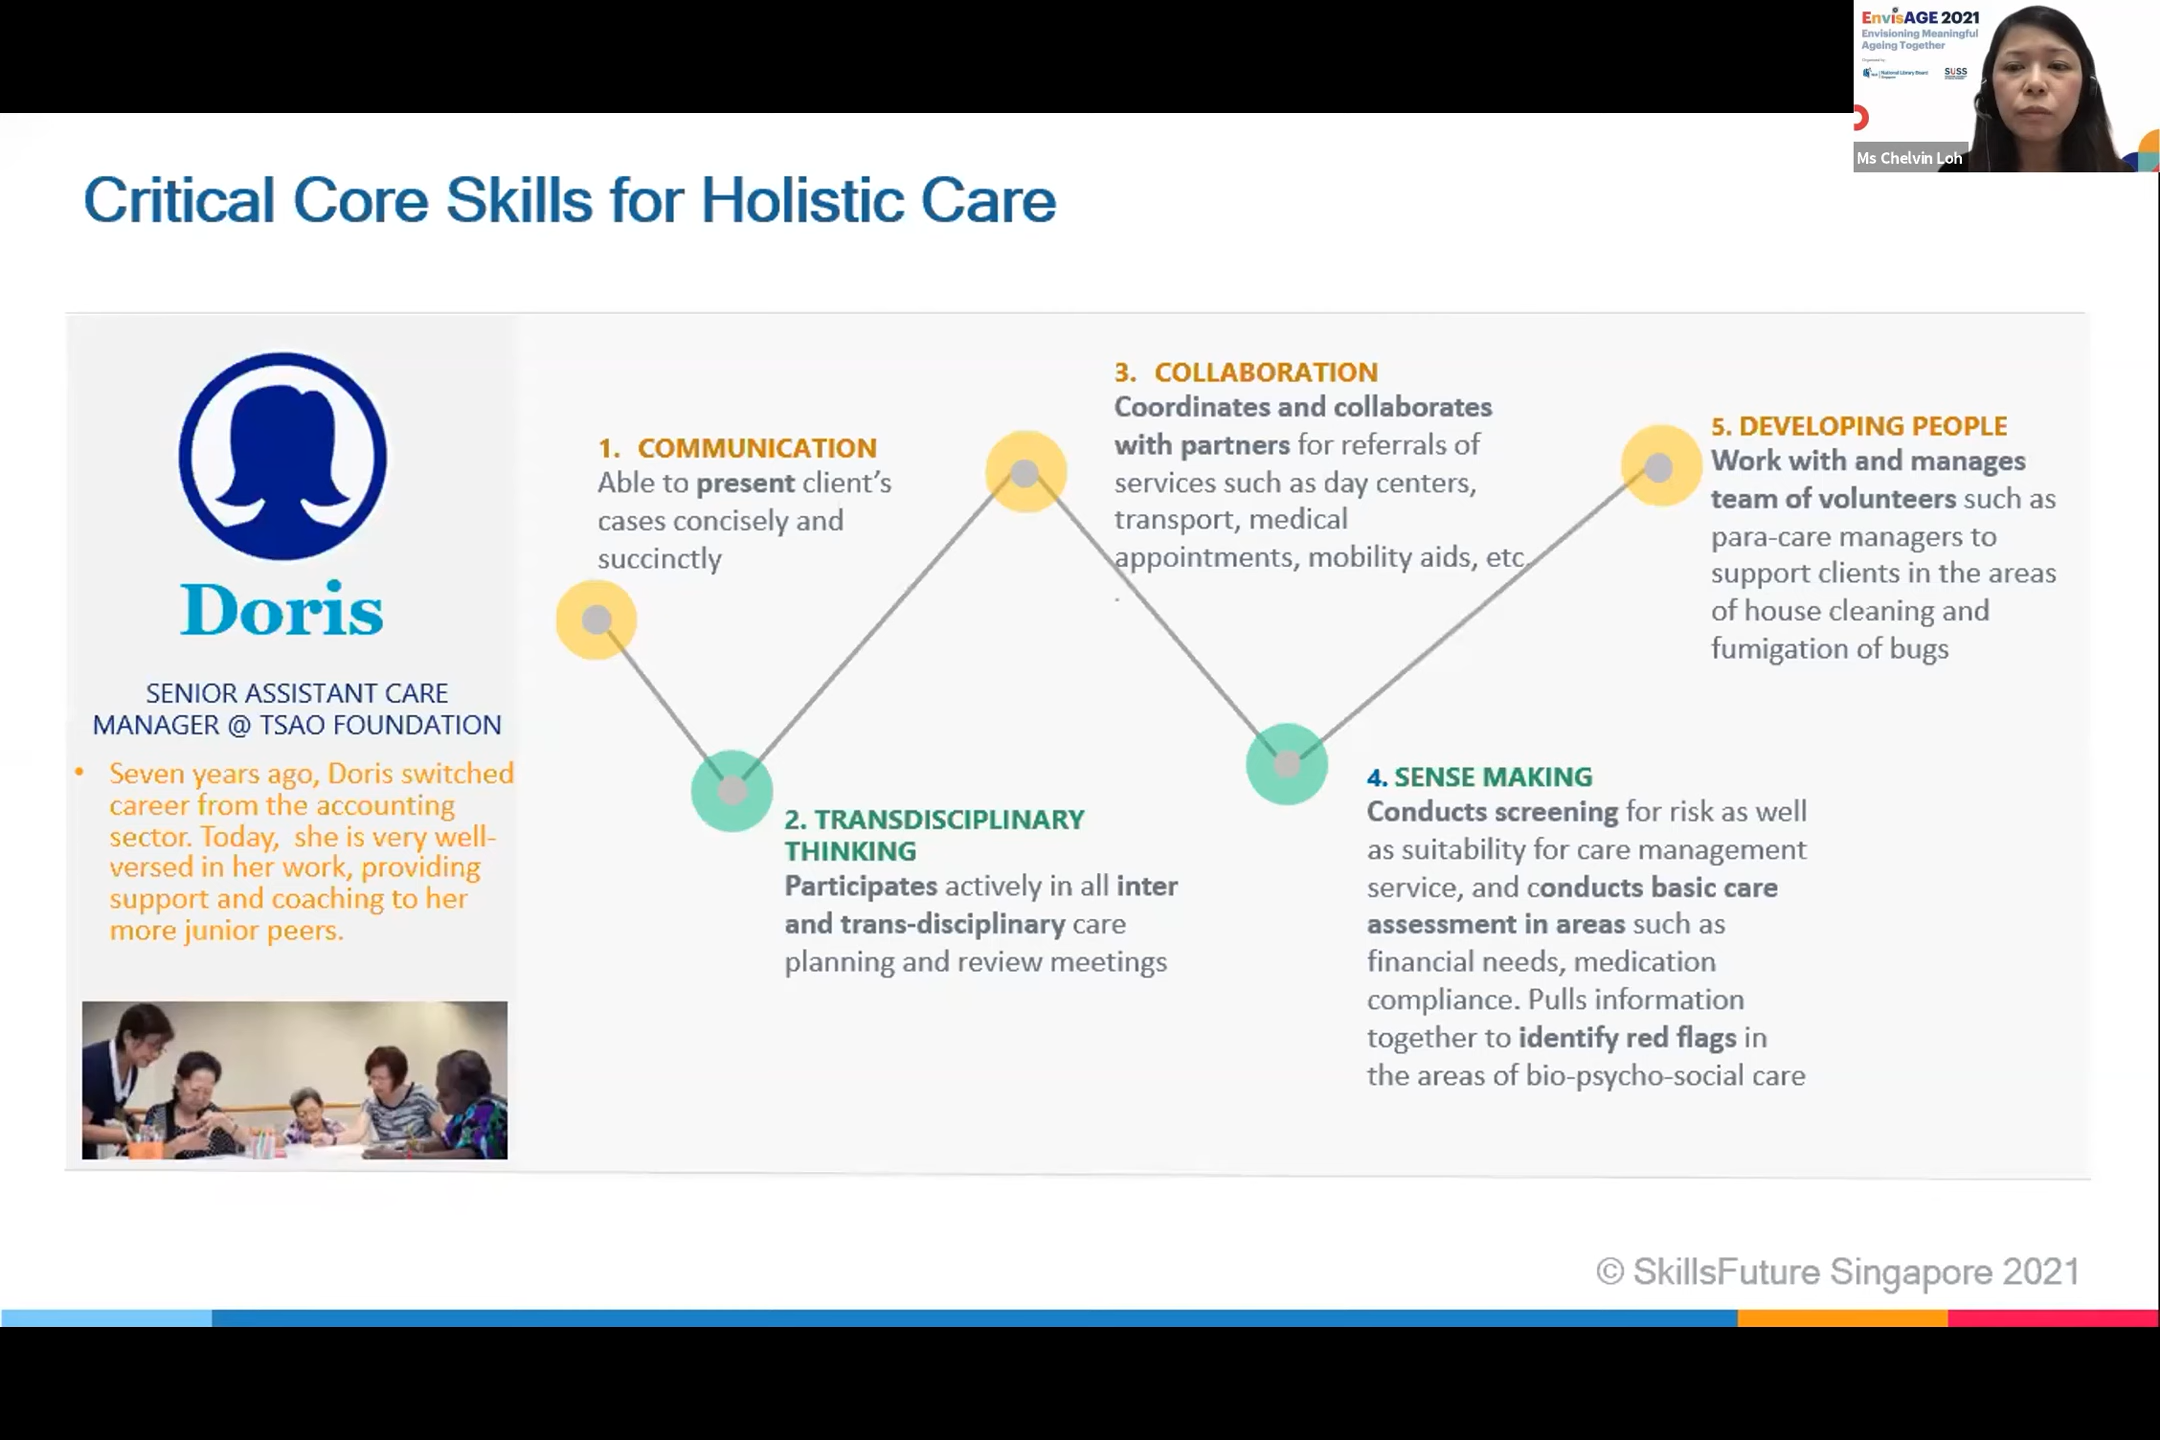 EnvisAGE 2021
Envisioning Meaningful
Ageing Together
National Library Board
SUSS
Ms Chelvin Loh
Critical Core Skills for Holistic Care
Doris
SENIOR ASSISTANT CARE
MANAGER @ TSAO FOUNDATION
• Seven years ago, Doris switched
career from the accounting
sector. Today,  she is very well-
versed in her work, providing
support and coaching to her
more junior peers.
1. COMMUNICATION
Able to present client’s
cases concisely and
succinctly
2. TRANSDISCIPLINARY
THINKING
Participates actively in all inter
and trans-disciplinary care
planning and review meetings
3. COLLABORATION
Coordinates and collaborates
with partners for referrals of
services such as day centers,
transport, medical
appointments, mobility aids, etc.
.
4. SENSE MAKING
Conducts screening for risk as well
as suitability for care management
service, and conducts basic care
assessment in areas such as
financial needs, medication
compliance. Pulls information
together to identify red flags in
the areas of bio-psycho-social care
5. DEVELOPING PEOPLE
Work with and manages
team of volunteers such as
para-care managers to
support clients in the areas
of house cleaning and
fumigation of bugs
© SkillsFuture Singapore 2021